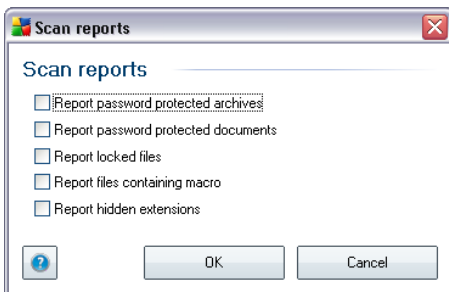 Scan reports
Scan reports
Report password protected archives
Report password protected documents
Report locked files
Report files containing macro
Report hidden extensions
?
OK
Cancel